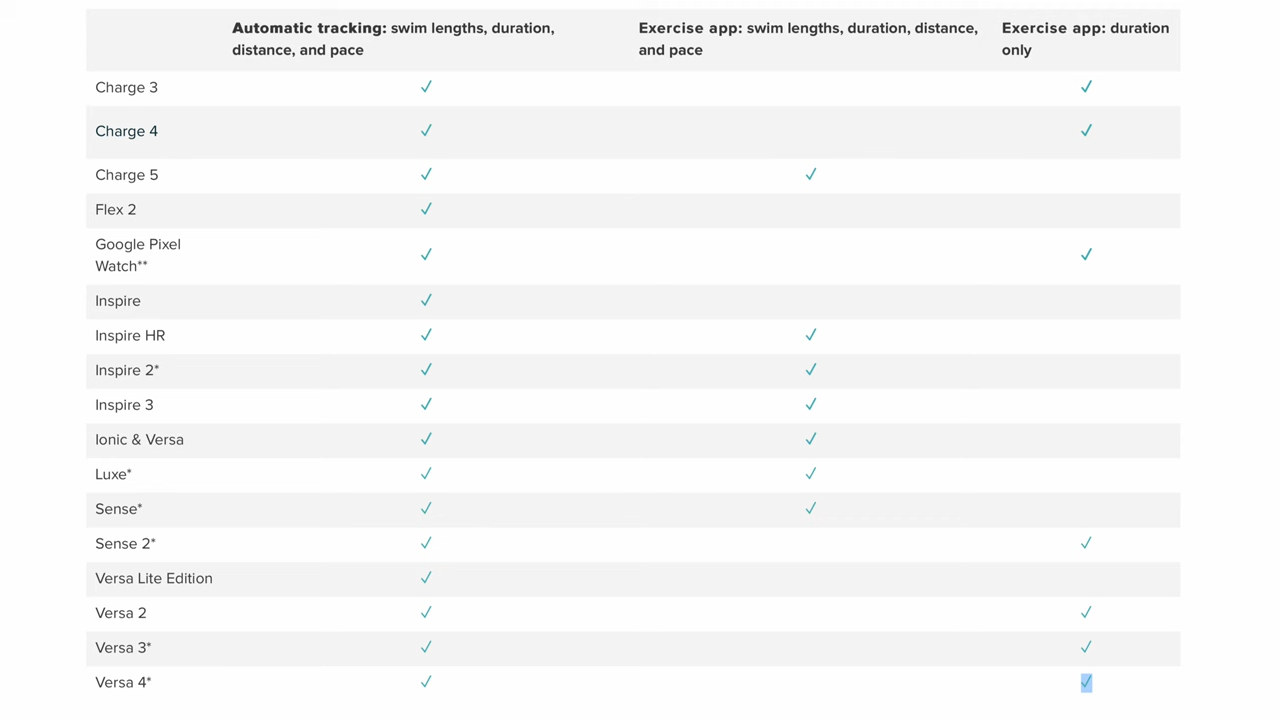 Automatic tracking: swim lengths, duration, distance, and pace
Exercise app: swim lengths, duration, distance, and pace
Exercise app: duration only
Charge 3 ✓ ✓
Charge 4 ✓ ✓
Charge 5 ✓ ✓
Flex 2 ✓
Google Pixel
Watch** ✓ ✓
Inspire ✓
Inspire HR ✓ ✓
Inspire 2* ✓ ✓
Inspire 3 ✓ ✓
Ionic & Versa ✓ ✓
Luxe* ✓ ✓
Sense* ✓ ✓
Sense 2* ✓ ✓
Versa Lite Edition ✓
Versa 2 ✓ ✓
Versa 3* ✓ ✓
Versa 4* ✓ ✓